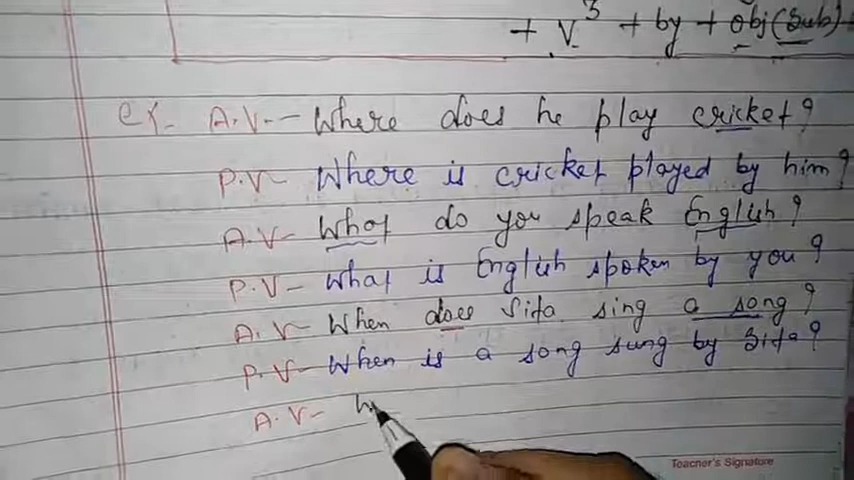 + V³ + by + obj(Sub)
ex- A.V.- Where does he play cricket?
P.V- Where is cricket played by him?
A.V- What do you speak English?
P.V- What is English spoken by you?
A.V- When does Sita sing a song?
P.V- When is a song sung by Sita?
A.V-
Teacher's Signature